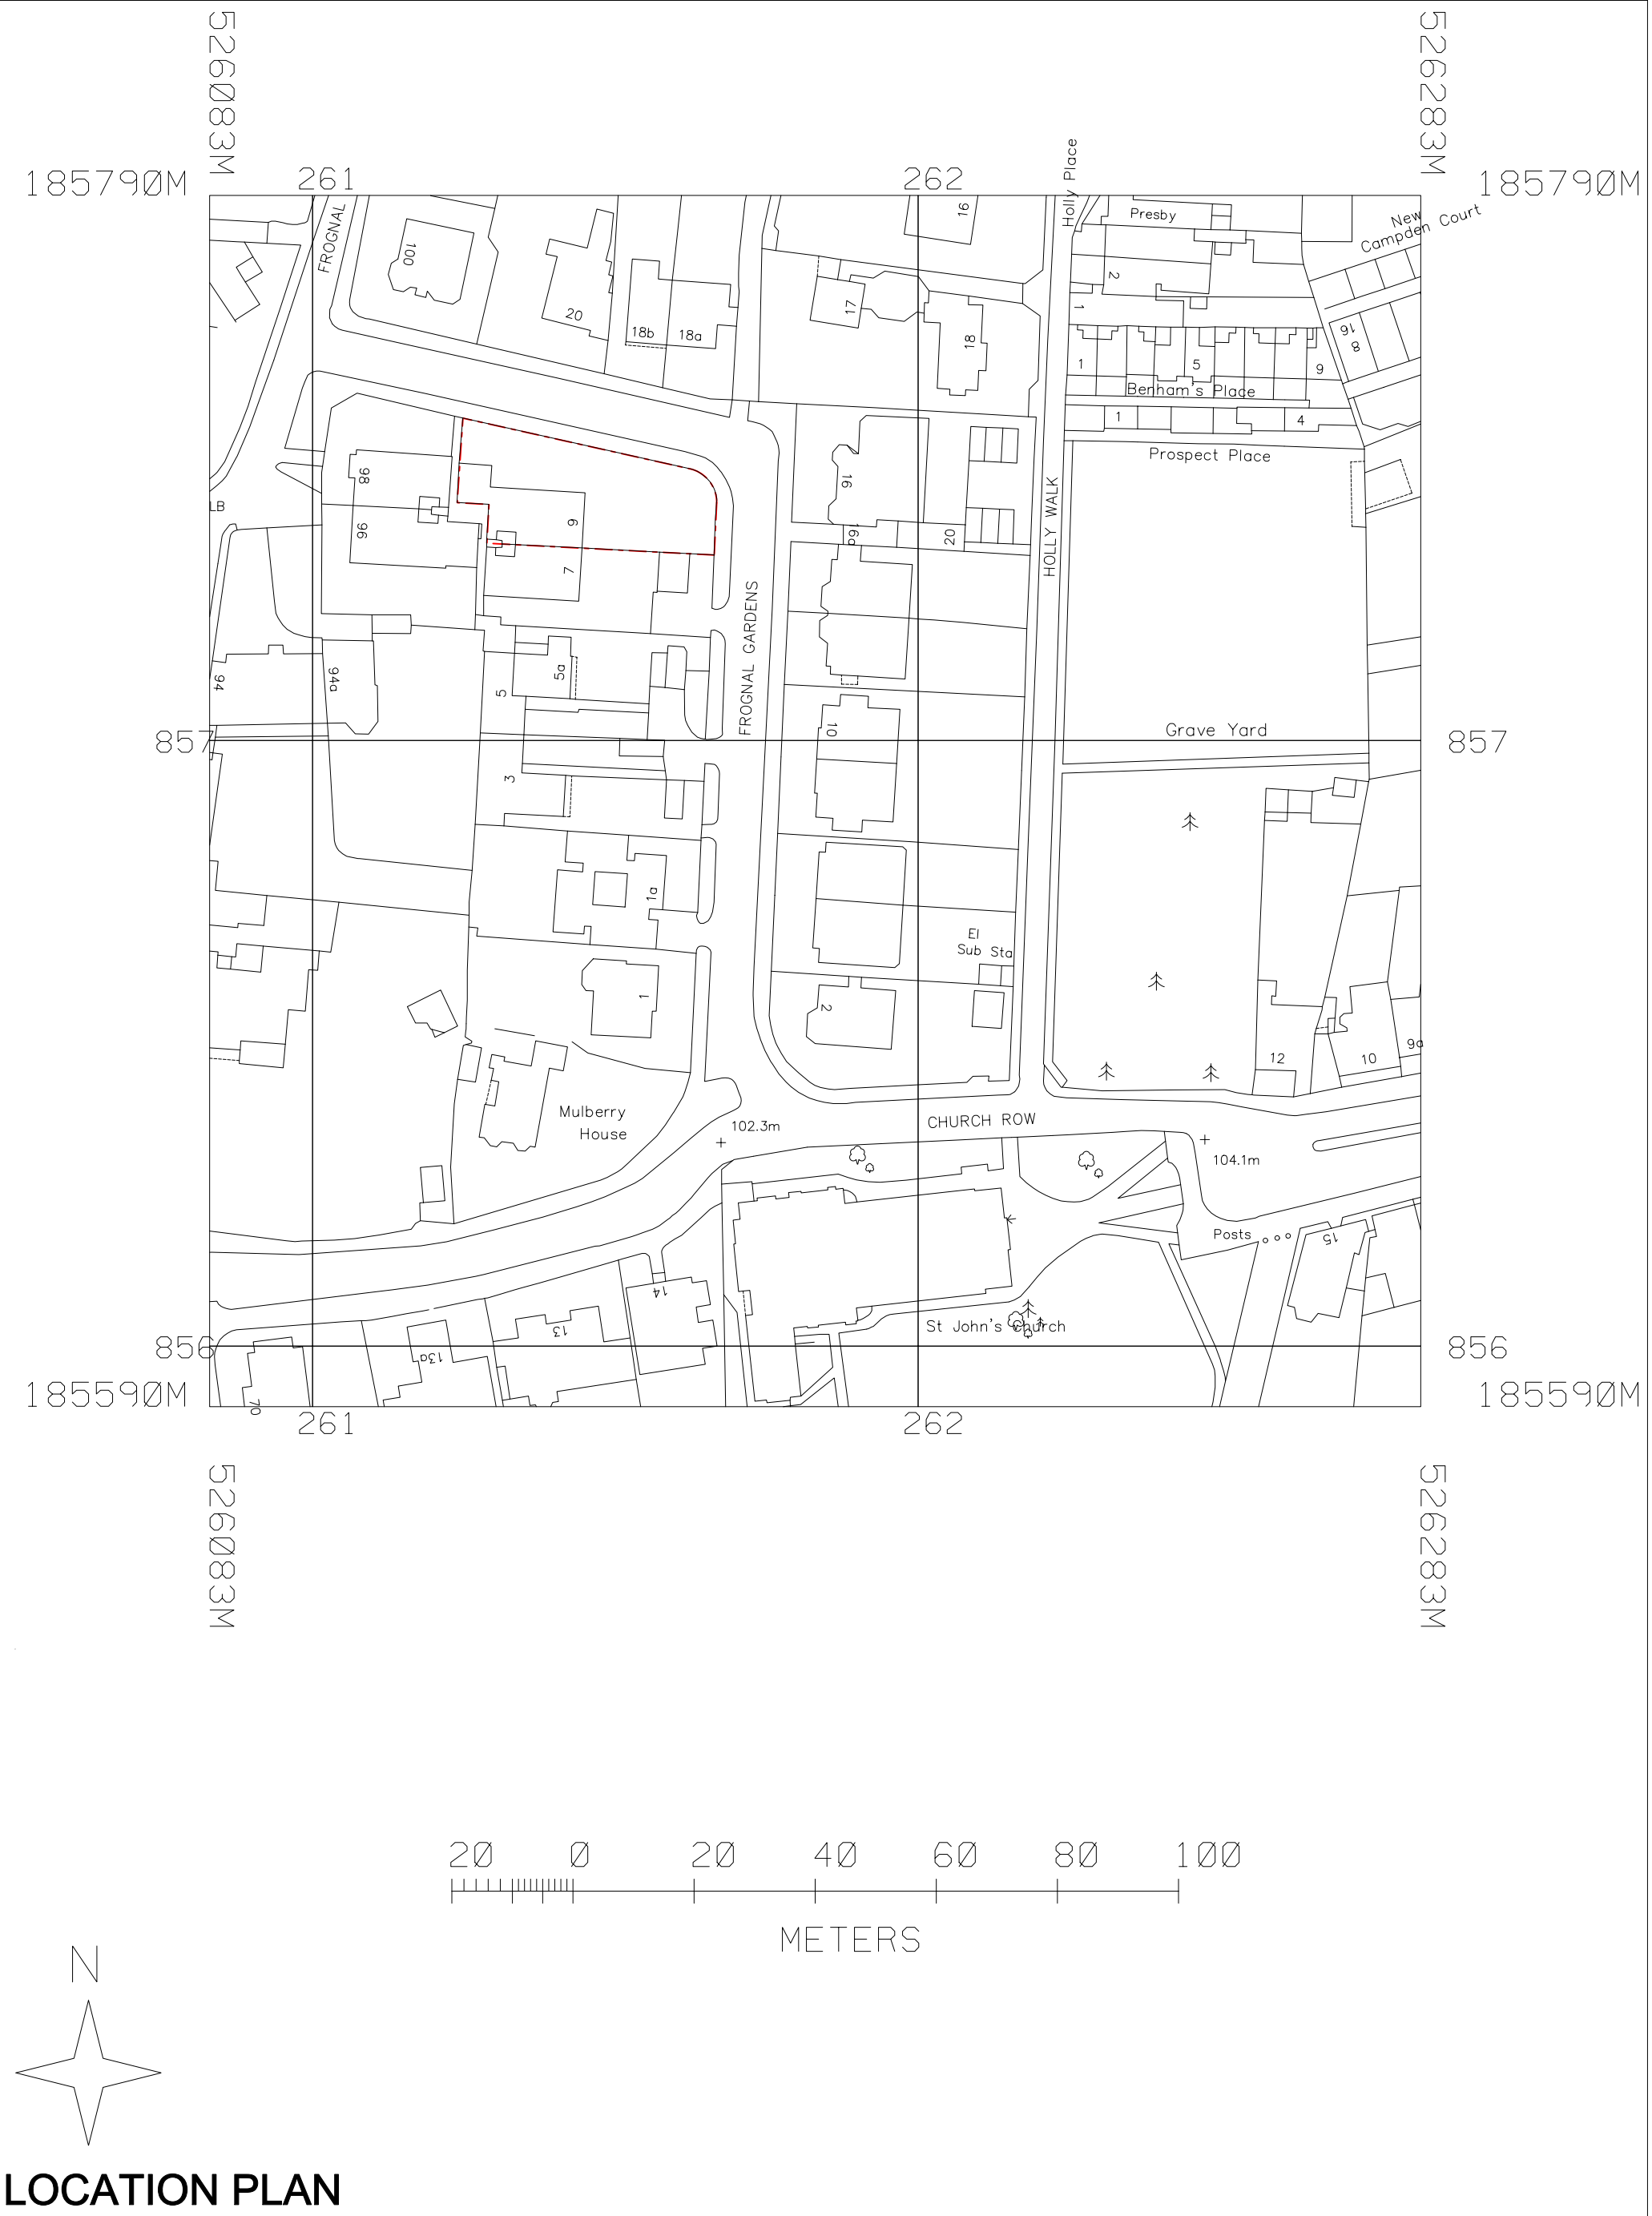 526083M
526283M
185790M
261
262
185790M
Holly Place
FROGNAL
100
20
18b
18a
17
18
16
Presby
2
1
New
Campden Court
16
8
1
5
9
Benham's Place
1
4
Prospect Place
98
96
6
7
16
16a
20
HOLLY WALK
LB
FROGNAL GARDENS
94
94a
5
5a
10
857
Grave Yard
857
3
1a
El
Sub Sta
1
2
12
10
9a
Mulberry
House
102.3m
CHURCH ROW
104.1m
Posts
15
14
13
13a
St John's Church
856
856
70
185590M
261
262
185590M
526083M
526283M
20 0 20 40 60 80 100
METERS
N
LOCATION PLAN